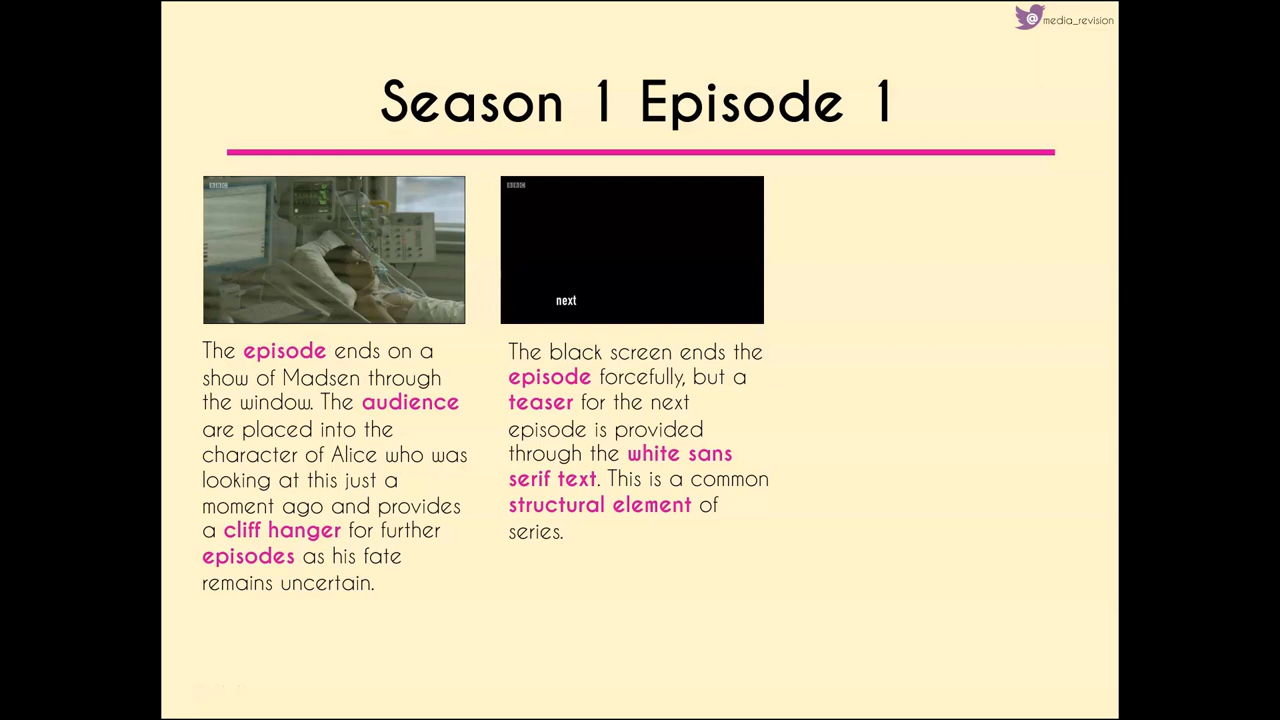 @media_revision
Season 1 Episode 1
BBC
BBC
next
The episode ends on a
show of Madsen through
the window. The audience
are placed into the
character of Alice who was
looking at this just a
moment ago and provides
a cliff hanger for further
episodes as his fate
remains uncertain.
The black screen ends the
episode forcefully, but a
teaser for the next
episode is provided
through the white sans
serif text. This is a common
structural element of
series.